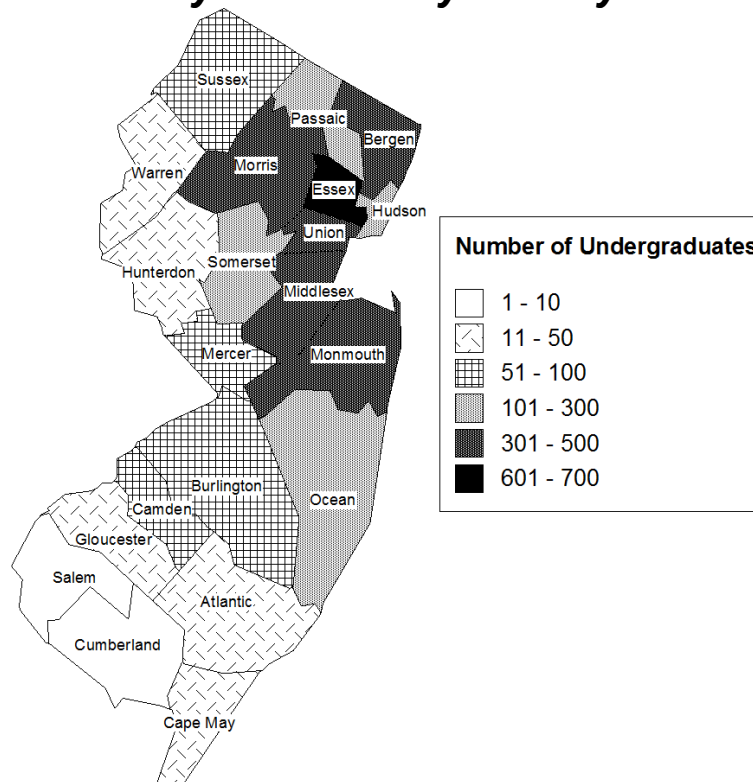 Sussex
Passaic
Bergen
Morris
Warren
Essex
Hudson
Union
Somerset
Hunterdon
Middlesex
Mercer
Monmouth
Burlington
Ocean
Camden
Gloucester
Salem
Atlantic
Cumberland
Cape May
Number of Undergraduates
1 - 10
11 - 50
51 - 100
101 - 300
301 - 500
601 - 700